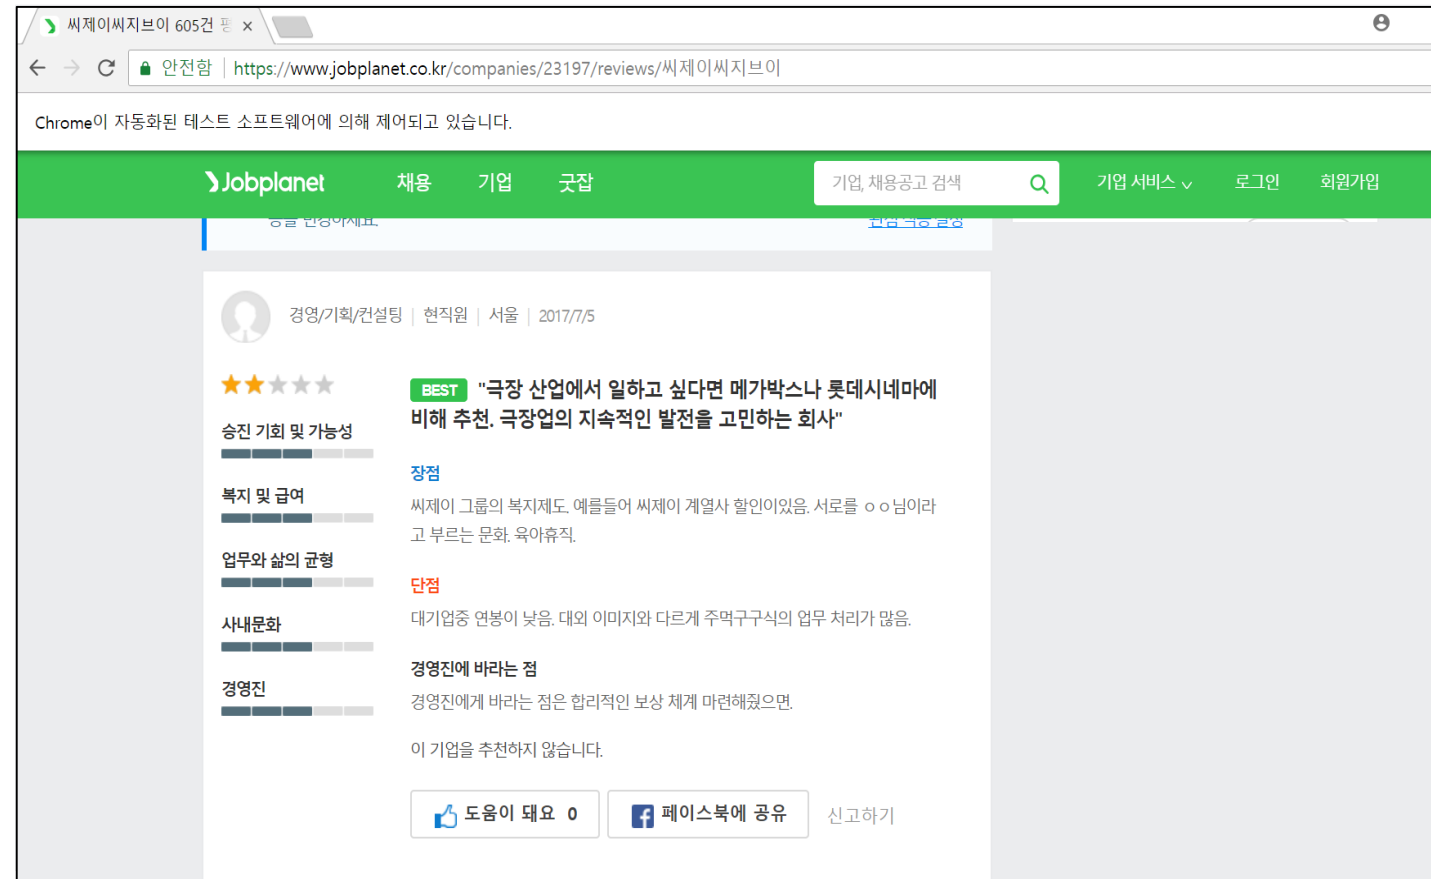 씨제이씨지브이 605건
안전함 https://www.jobplanet.co.kr/companies/23197/reviews/씨제이씨지브이
Chrome이 자동화된 테스트 소프트웨어에 의해 제어되고 있습니다.
Jobplanet 채용 기업 굿잡 기업, 채용공고 검색 기업 서비스 로그인 회원가입
등을 변경하세요. 관심 직종 설정
경영/기획/컨설팅 | 현직원 | 서울 | 2017/7/5
BEST "극장 산업에서 일하고 싶다면 메가박스나 롯데시네마에
비해 추천. 극장업의 지속적인 발전을 고민하는 회사"
승진 기회 및 가능성
복지 및 급여
업무와 삶의 균형
사내문화
경영진
장점
씨제이 그룹의 복지제도. 예를들어 씨제이 계열사 할인이있음. 서로를 ㅇㅇ님이라
고 부르는 문화. 육아휴직.
단점
대기업중 연봉이 낮음. 대외 이미지와 다르게 주먹구구식의 업무 처리가 많음.
경영진에 바라는 점
경영진에게 바라는 점은 합리적인 보상 체계 마련해줬으면.
이 기업을 추천하지 않습니다.
도움이 돼요 0 페이스북에 공유 신고하기